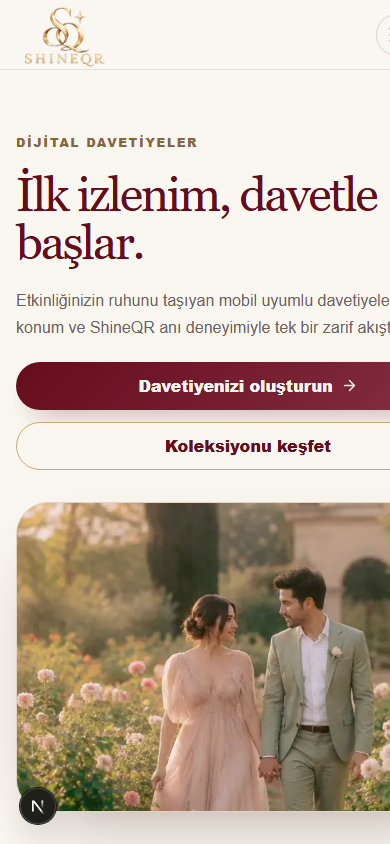 SHINEQR
DİJİTAL DAVETİYELER
İlk izlenim, davetle
başlar.
Etkinliğinizin ruhunu taşıyan mobil uyumlu davetiyele
konum ve ShineQR anı deneyimiyle tek bir zarif akışt
Davetiyenizi oluşturun →
Koleksiyonu keşfet
N